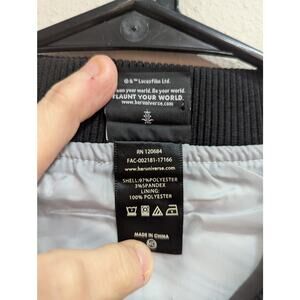 © & ™ Lucasfilm Ltd.
your world. Be your world.
FLAUNT YOUR WORLD.
www.heruniverse.com
RN 120684
FAC-002181-17166
www.heruniverse.com
SHELL:97% POLYESTER
3% SPANDEX
LINING:
100% POLYESTER
MADE IN CHINA